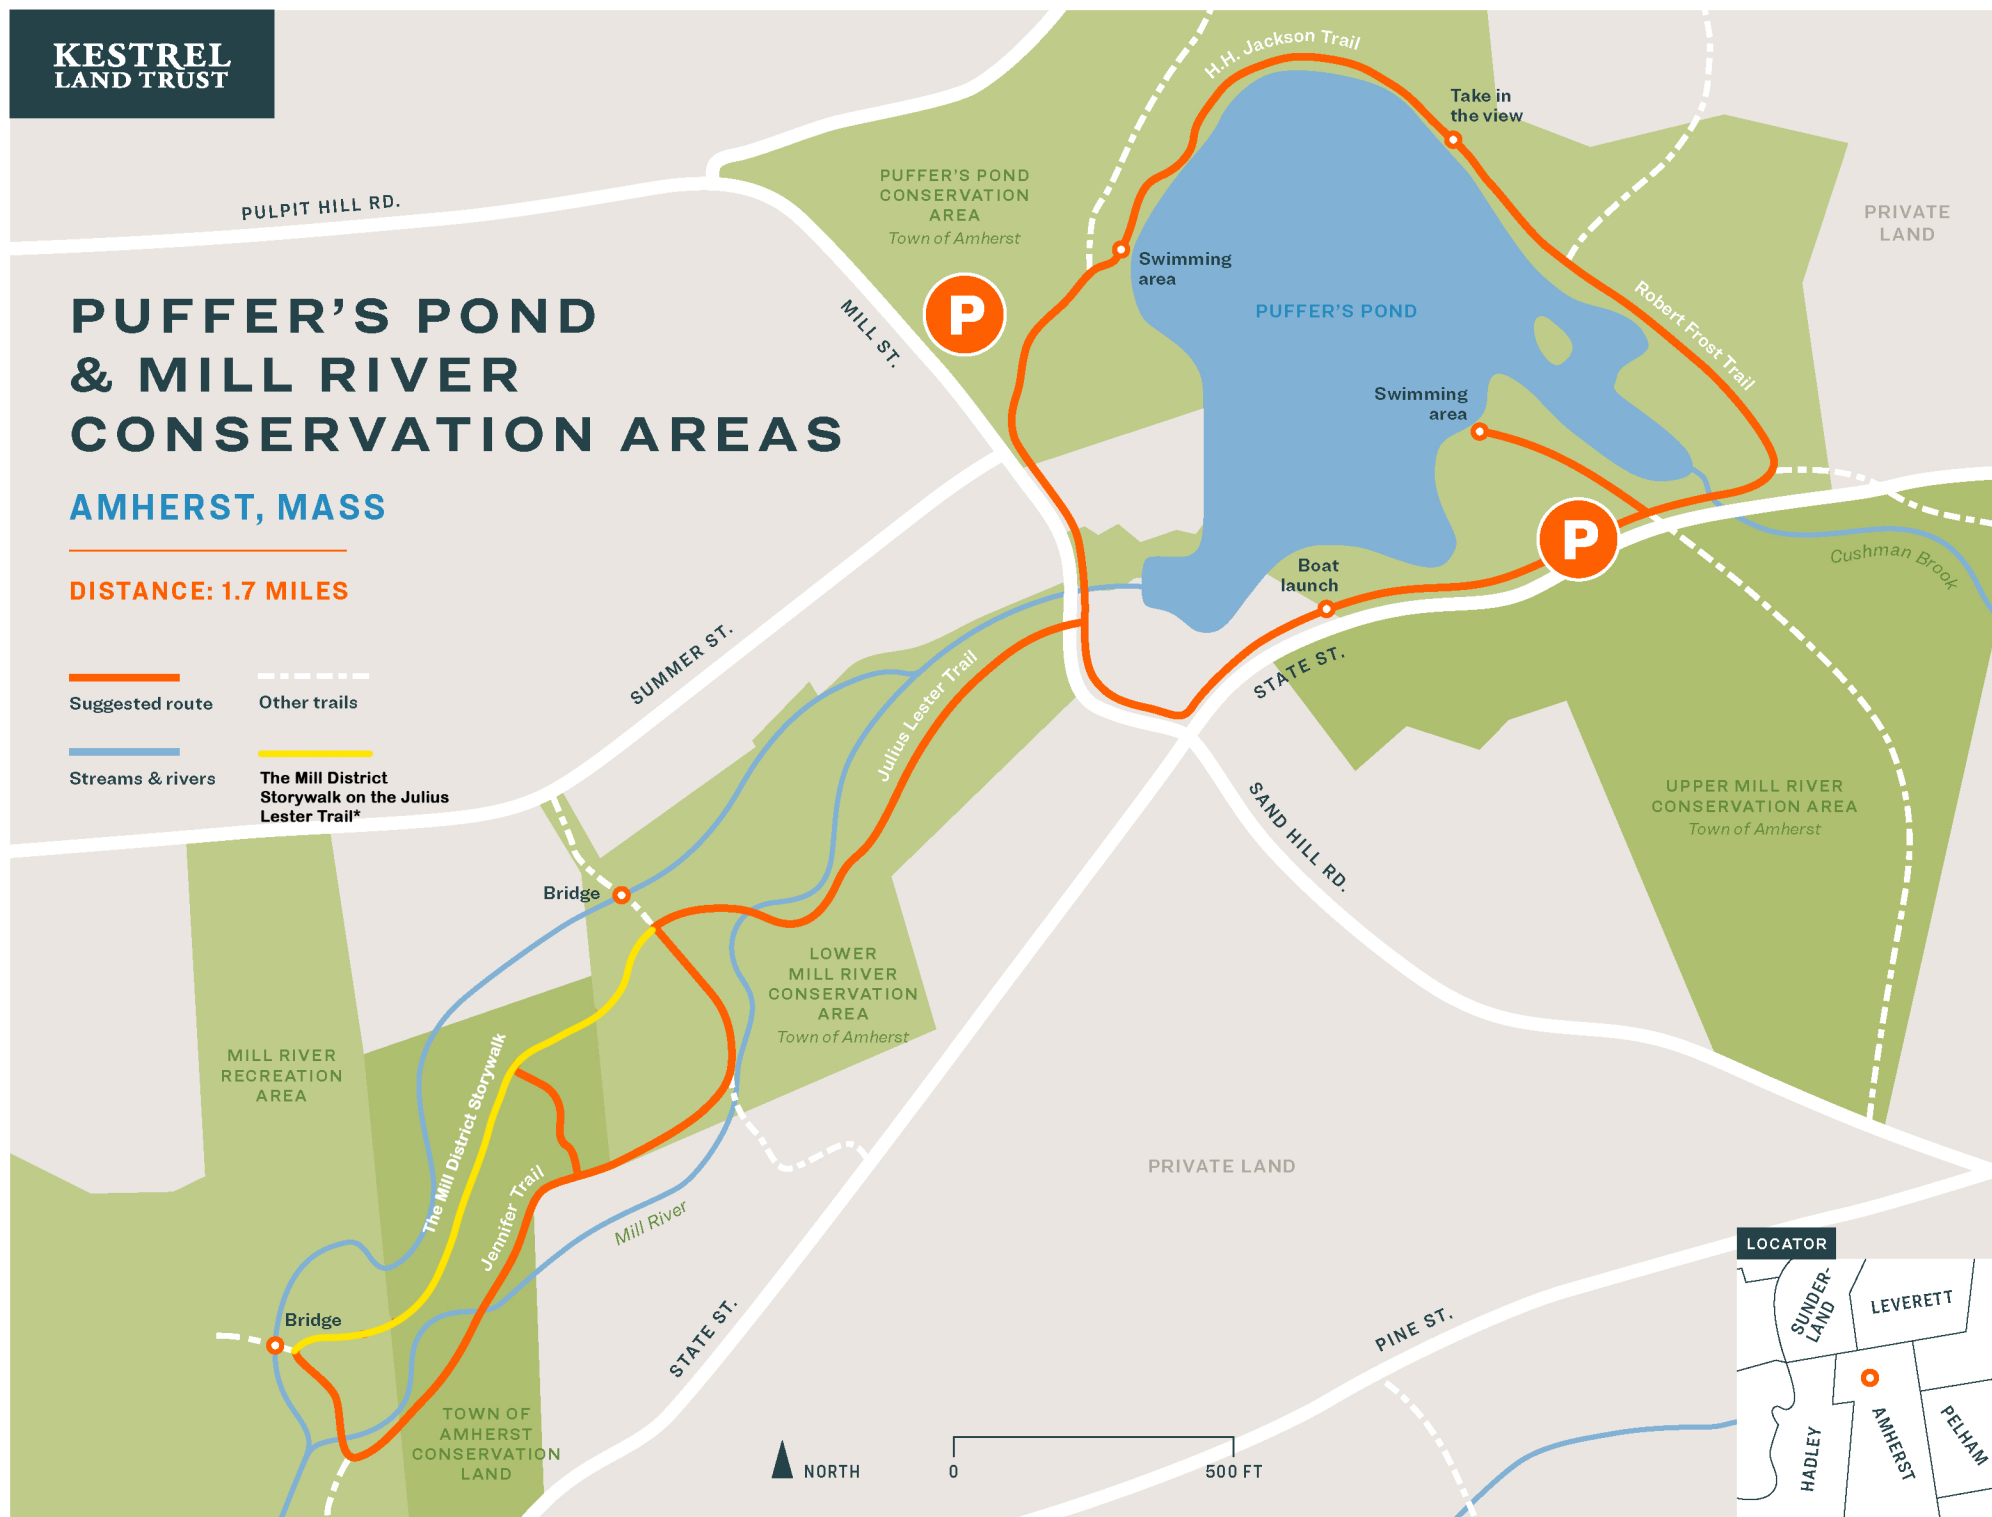 KESTREL
LAND TRUST
PUFFER'S POND
& MILL RIVER
CONSERVATION AREAS
AMHERST, MASS
DISTANCE: 1.7 MILES
Suggested route
Other trails
Streams & rivers
The Mill District
Storywalk on the Julius
Lester Trail*
PULPIT HILL RD.
MILL ST.
SUMMER ST.
H.H. Jackson Trail
Take in
the view
PUFFER'S POND
CONSERVATION
AREA
Town of Amherst
P
Swimming
area
PUFFER'S POND
PRIVATE
LAND
Robert Frost Trail
Swimming
area
P
Boat
launch
Cushman Brook
STATE ST.
Julius Lester Trail
SAND HILL RD.
UPPER MILL RIVER
CONSERVATION AREA
Town of Amherst
Bridge
LOWER
MILL RIVER
CONSERVATION
AREA
Town of Amherst
MILL RIVER
RECREATION
AREA
The Mill District Storywalk
Jennifer Trail
Mill River
PRIVATE LAND
Bridge
STATE ST.
PINE ST.
TOWN OF
AMHERST
CONSERVATION
LAND
NORTH
0
500 FT
LOCATOR
SUNDER-
LAND
LEVERETT
HADLEY
AMHERST
PELHAM